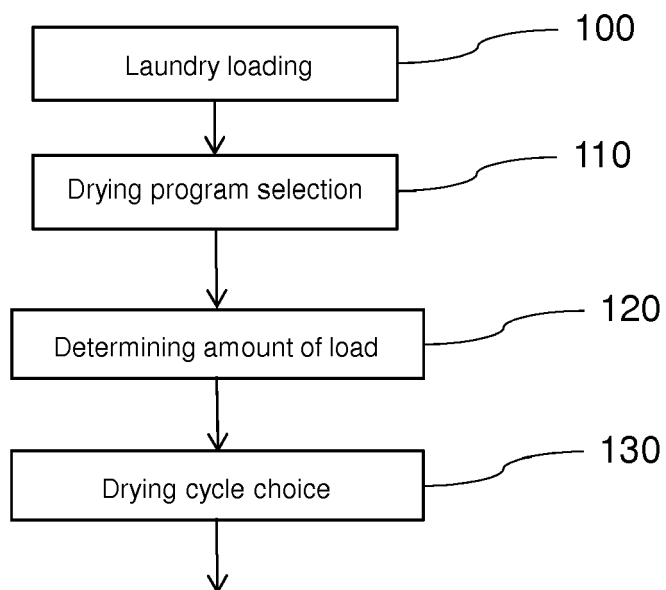 Laundry loading
100
Drying program selection
110
Determining amount of load
120
Drying cycle choice
130